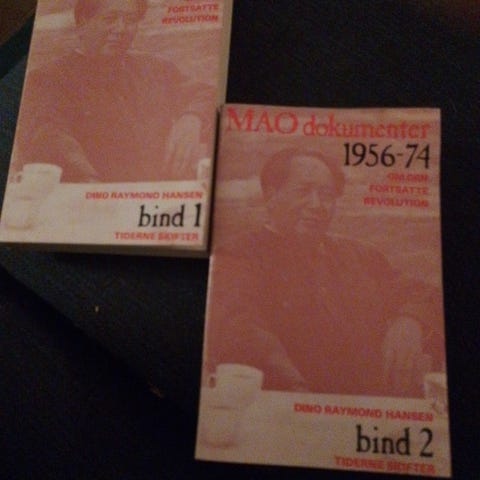 FORTSATTE
REVOLUTION
DINO RAYMOND HANSEN
bind 1
TIDERNE SKIFTER
MAO dokumenter
1956-74
OM DEN
FORTSATTE
REVOLUTION
DINO RAYMOND HANSEN
bind 2
TIDERNE SKIFTER